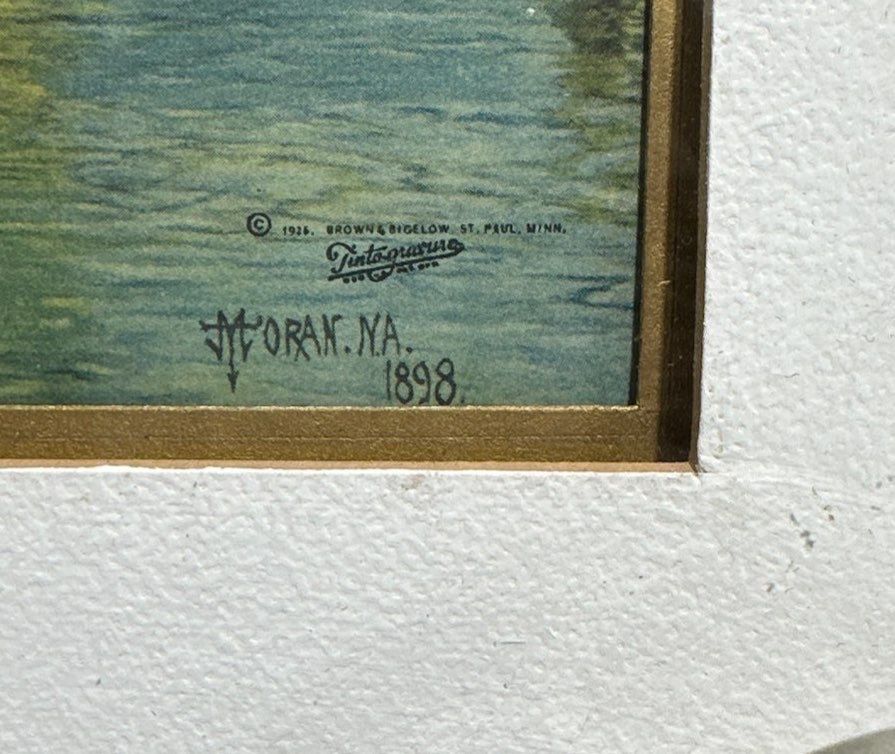 © 1926. BROWN & BIGELOW, ST. PAUL, MINN.
Tintogravure
MORAN. N.A.
1898.